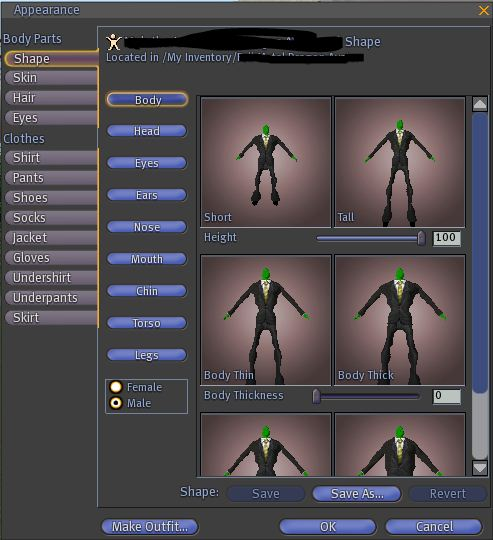 Appearance
Body Parts
Shape
Skin
Hair
Eyes
Clothes
Shirt
Pants
Shoes
Socks
Jacket
Gloves
Undershirt
Underpants
Skirt
Shape
Located in /My Inventory/
Body
Head
Eyes
Ears
Nose
Mouth
Chin
Torso
Legs
Female
Male
Short
Tall
Height
100
Body Thin
Body Thick
Body Thickness
0
Shape:
Save
Save As...
Revert
Make Outfit...
OK
Cancel